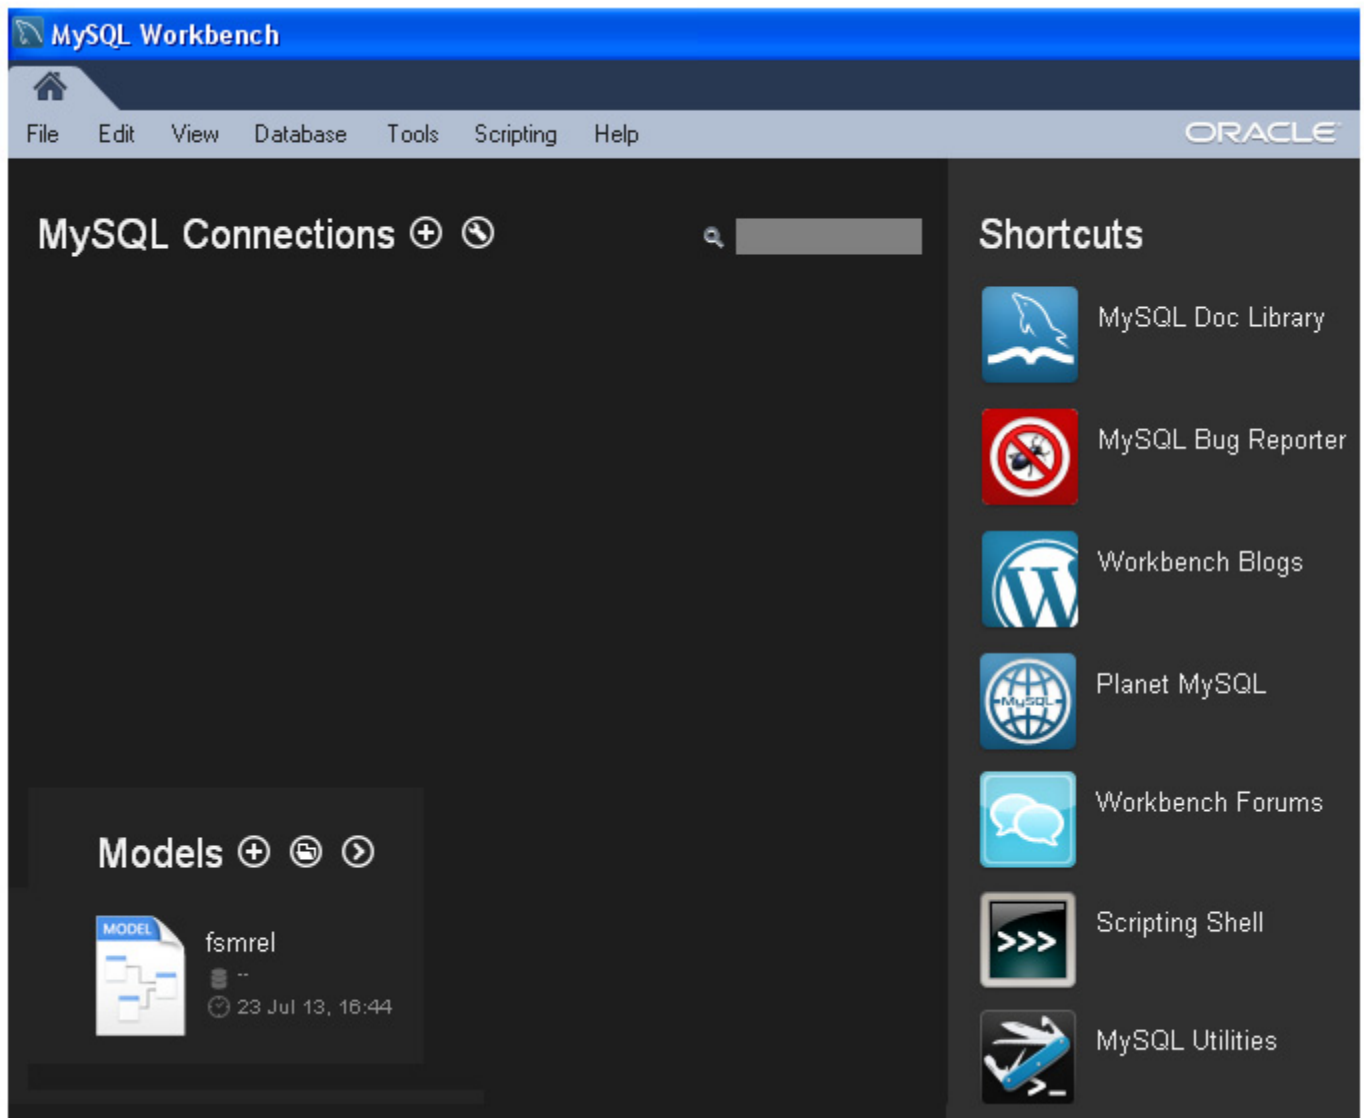 MySQL Workbench
File Edit View Database Tools Scripting Help
ORACLE
MySQL Connections
Shortcuts
MySQL Doc Library
MySQL Bug Reporter
Workbench Blogs
MySQL
Planet MySQL
Workbench Forums
Models
MODEL
fsmrel
--
23 Jul 13, 16:44
>>>
Scripting Shell
>_
MySQL Utilities